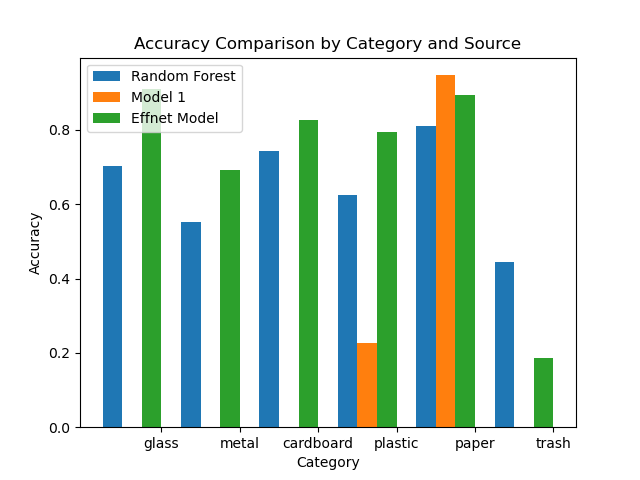 Accuracy Comparison by Category and Source
Random Forest
Model 1
Effnet Model
0.8
0.6
0.4
0.2
0.0
Accuracy
glass metal cardboard plastic paper trash
Category